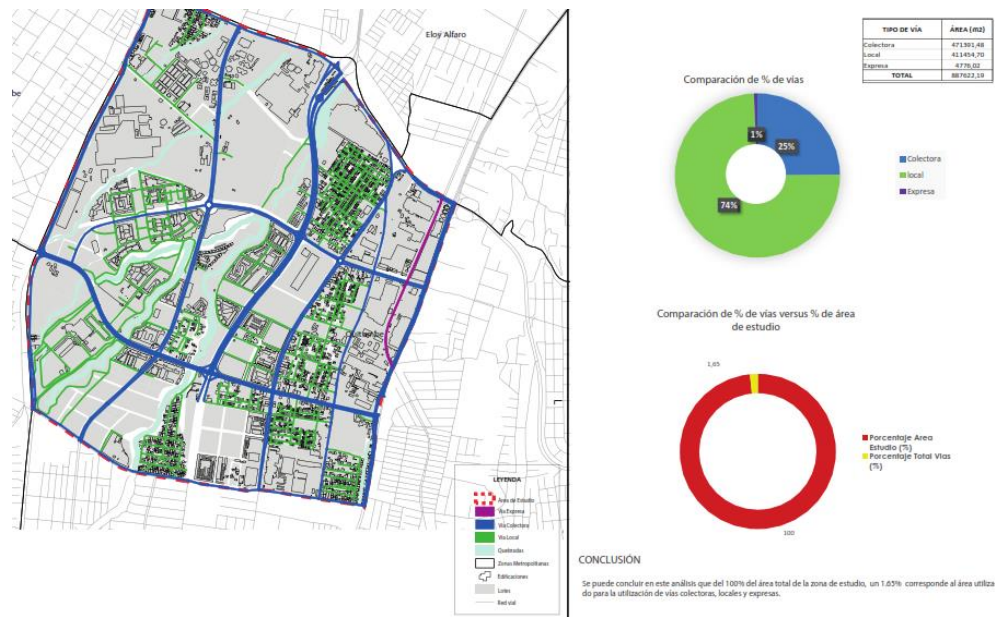 Eloy Alfaro
be
LEYENDA
Área de Estudio
Vía Expresa
Vía Colectora
Vía Local
Quebradas
Zonas Metropolitanas
Edificaciones
Lotes
Red vial
TIPO DE VÍA ÁREA (m2)
Colectora 471391,48
Local 411454,70
Expresa 4776,02
TOTAL 887622,19
Comparación de % de vías
1%
25%
74%
Colectora
local
Expresa
Comparación de % de vías versus % de área
de estudio
1,65
100
Porcentaje Area
Estudio (%)
Porcentaje Total Vias
(%)
CONCLUSIÓN
Se puede concluir en este análisis que del 100% del área total de la zona de estudio, un 1.65% corresponde al área utiliza
do para la utilización de vías colectoras, locales y expresas.